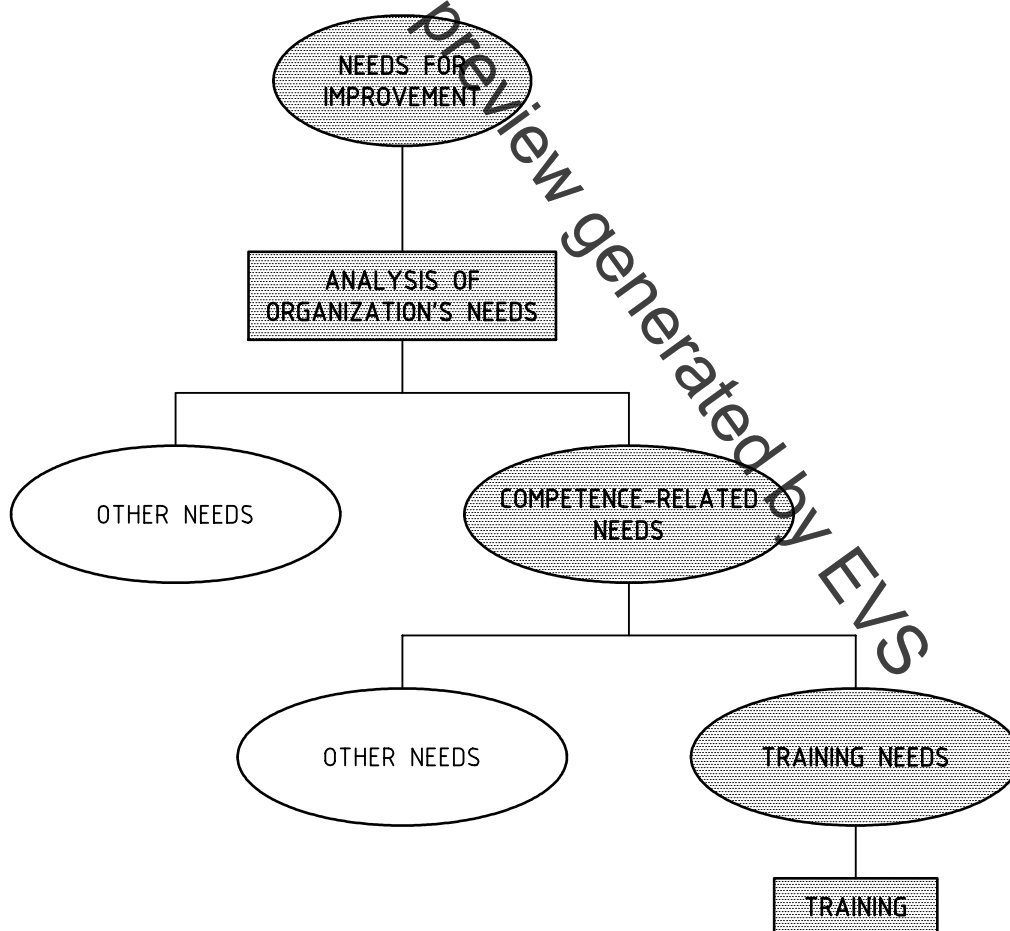 NEEDS FOR
IMPROVEMENT
ANALYSIS OF
ORGANIZATION'S NEEDS
OTHER NEEDS
COMPETENCE-RELATED
NEEDS
OTHER NEEDS
TRAINING NEEDS
TRAINING
preview generated by EVS